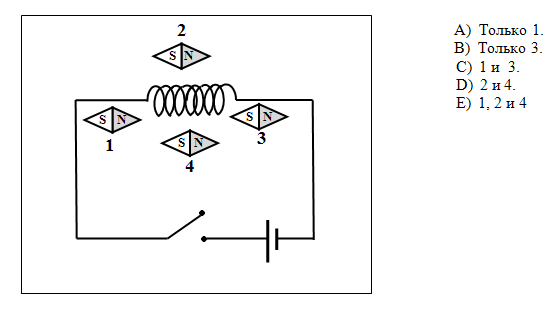 2
S N
S N
1
S N
3
S N
4
A) Только 1.
B) Только 3.
C) 1 и 3.
D) 2 и 4.
E) 1, 2 и 4